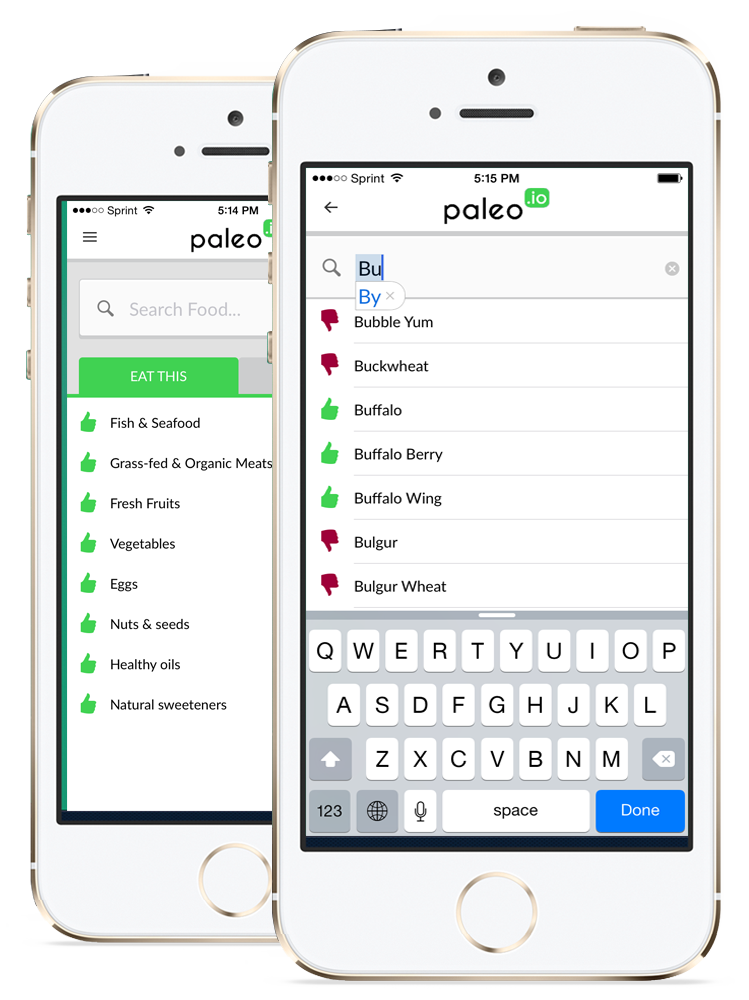 Sprint 5:14 PM
paleo
Search Food...
EAT THIS
Fish & Seafood
Grass-fed & Organic Meats
Fresh Fruits
Vegetables
Eggs
Nuts & seeds
Healthy oils
Natural sweeteners
Sprint 5:15 PM
paleo.io
Bu
By
Bubble Yum
Buckwheat
Buffalo
Buffalo Berry
Buffalo Wing
Bulgur
Bulgur Wheat
Q W E R T Y U I O P
A S D F G H J K L
Z X C V B N M
123 space Done